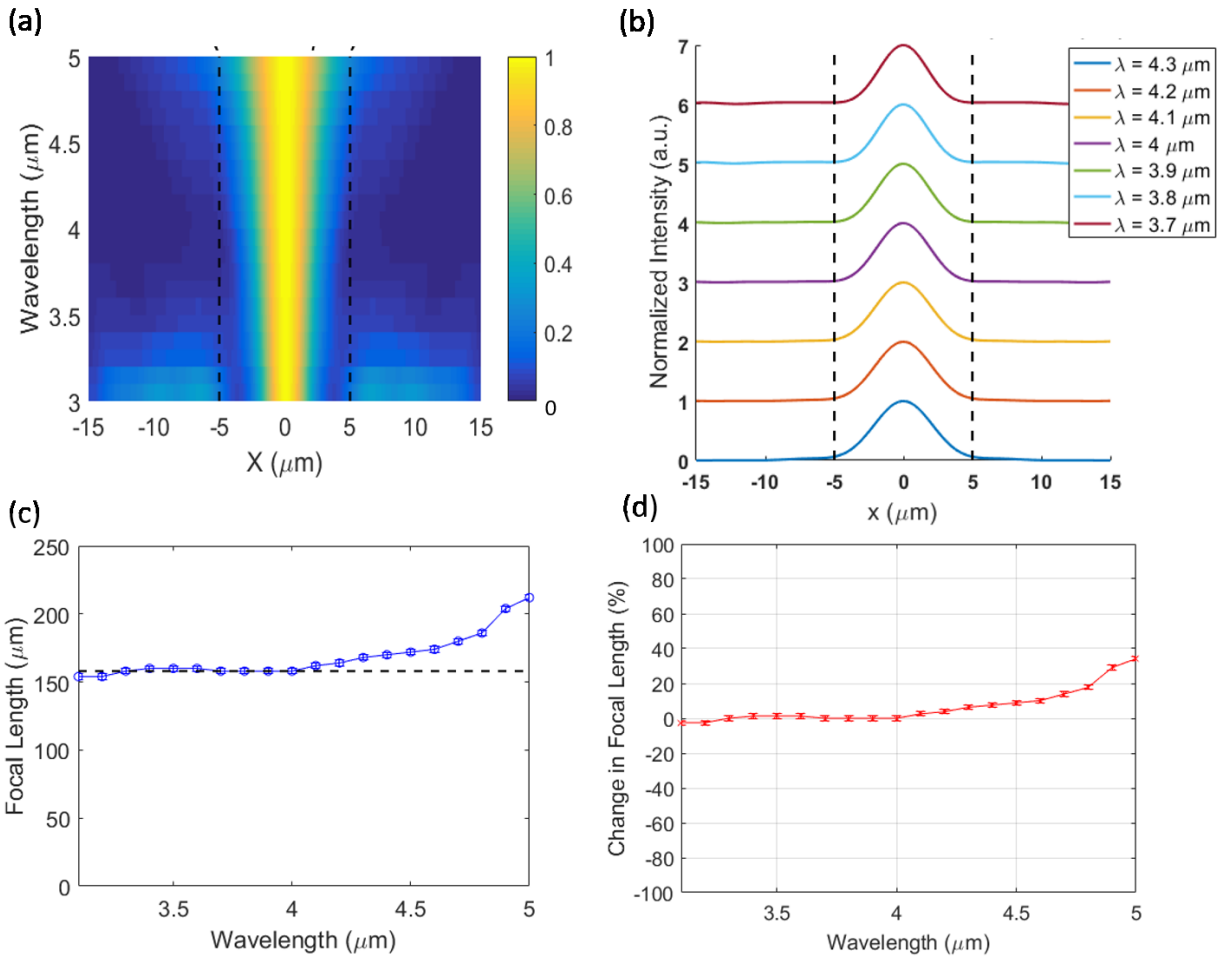 (a)
Wavelength (μm)
5
4.5
4
3.5
3
-15 -10 -5 0 5 10 15
X (μm)
1
0.8
0.6
0.4
0.2
0
(b)
Normalized Intensity (a.u.)
7
6
5
4
3
2
1
0
-15 -10 -5 0 5 10 15
x (μm)
λ = 4.3 μm
λ = 4.2 μm
λ = 4.1 μm
λ = 4 μm
λ = 3.9 μm
λ = 3.8 μm
λ = 3.7 μm
(c)
Focal Length (μm)
250
200
150
100
50
0
3.5 4 4.5 5
Wavelength (μm)
(d)
Change in Focal Length (%)
100
80
60
40
20
0
-20
-40
-60
-80
-100
3.5 4 4.5 5
Wavelength (μm)